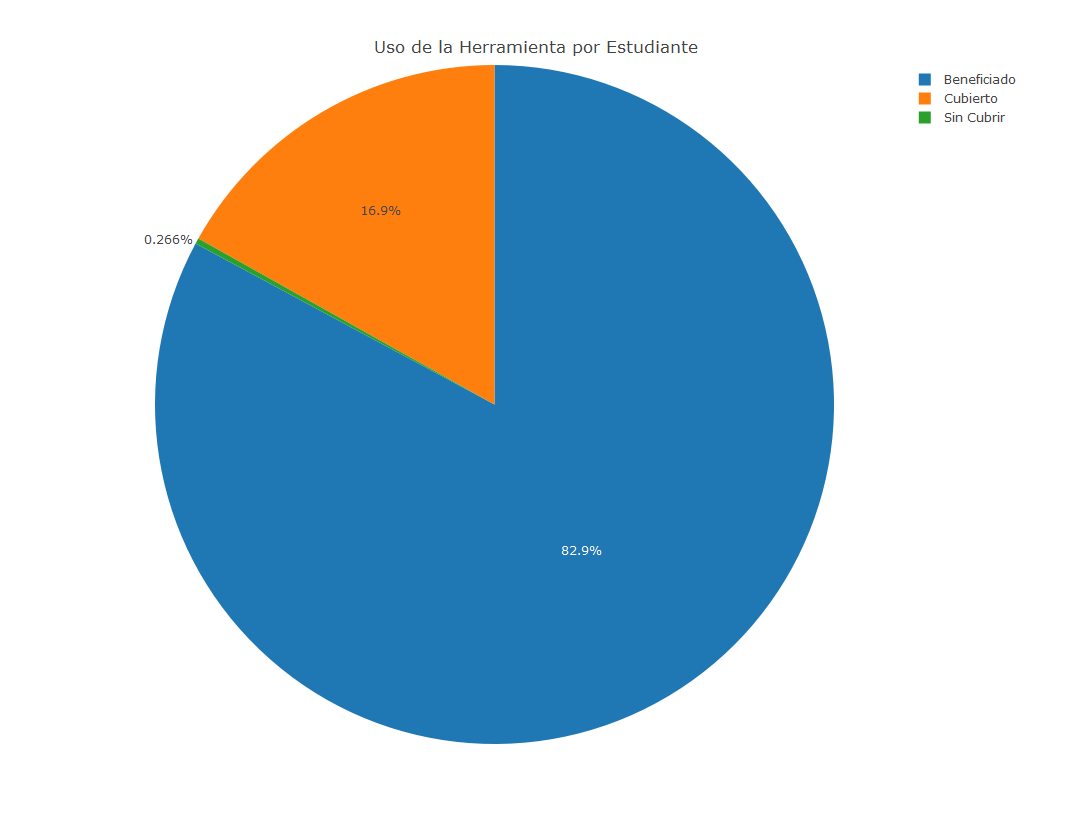 Uso de la Herramienta por Estudiante
Beneficiado
Cubierto
Sin Cubrir
16.9%
0.266%
82.9%